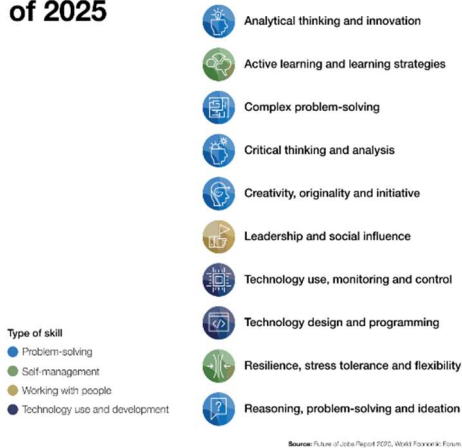 of 2025
Analytical thinking and innovation
Active learning and learning strategies
Complex problem-solving
Critical thinking and analysis
Creativity, originality and initiative
Leadership and social influence
Technology use, monitoring and control
Technology design and programming
Resilience, stress tolerance and flexibility
Reasoning, problem-solving and ideation
Type of skill
Problem-solving
Self-management
Working with people
Technology use and development
Source: Future of Jobs Report 2020, World Economic Forum